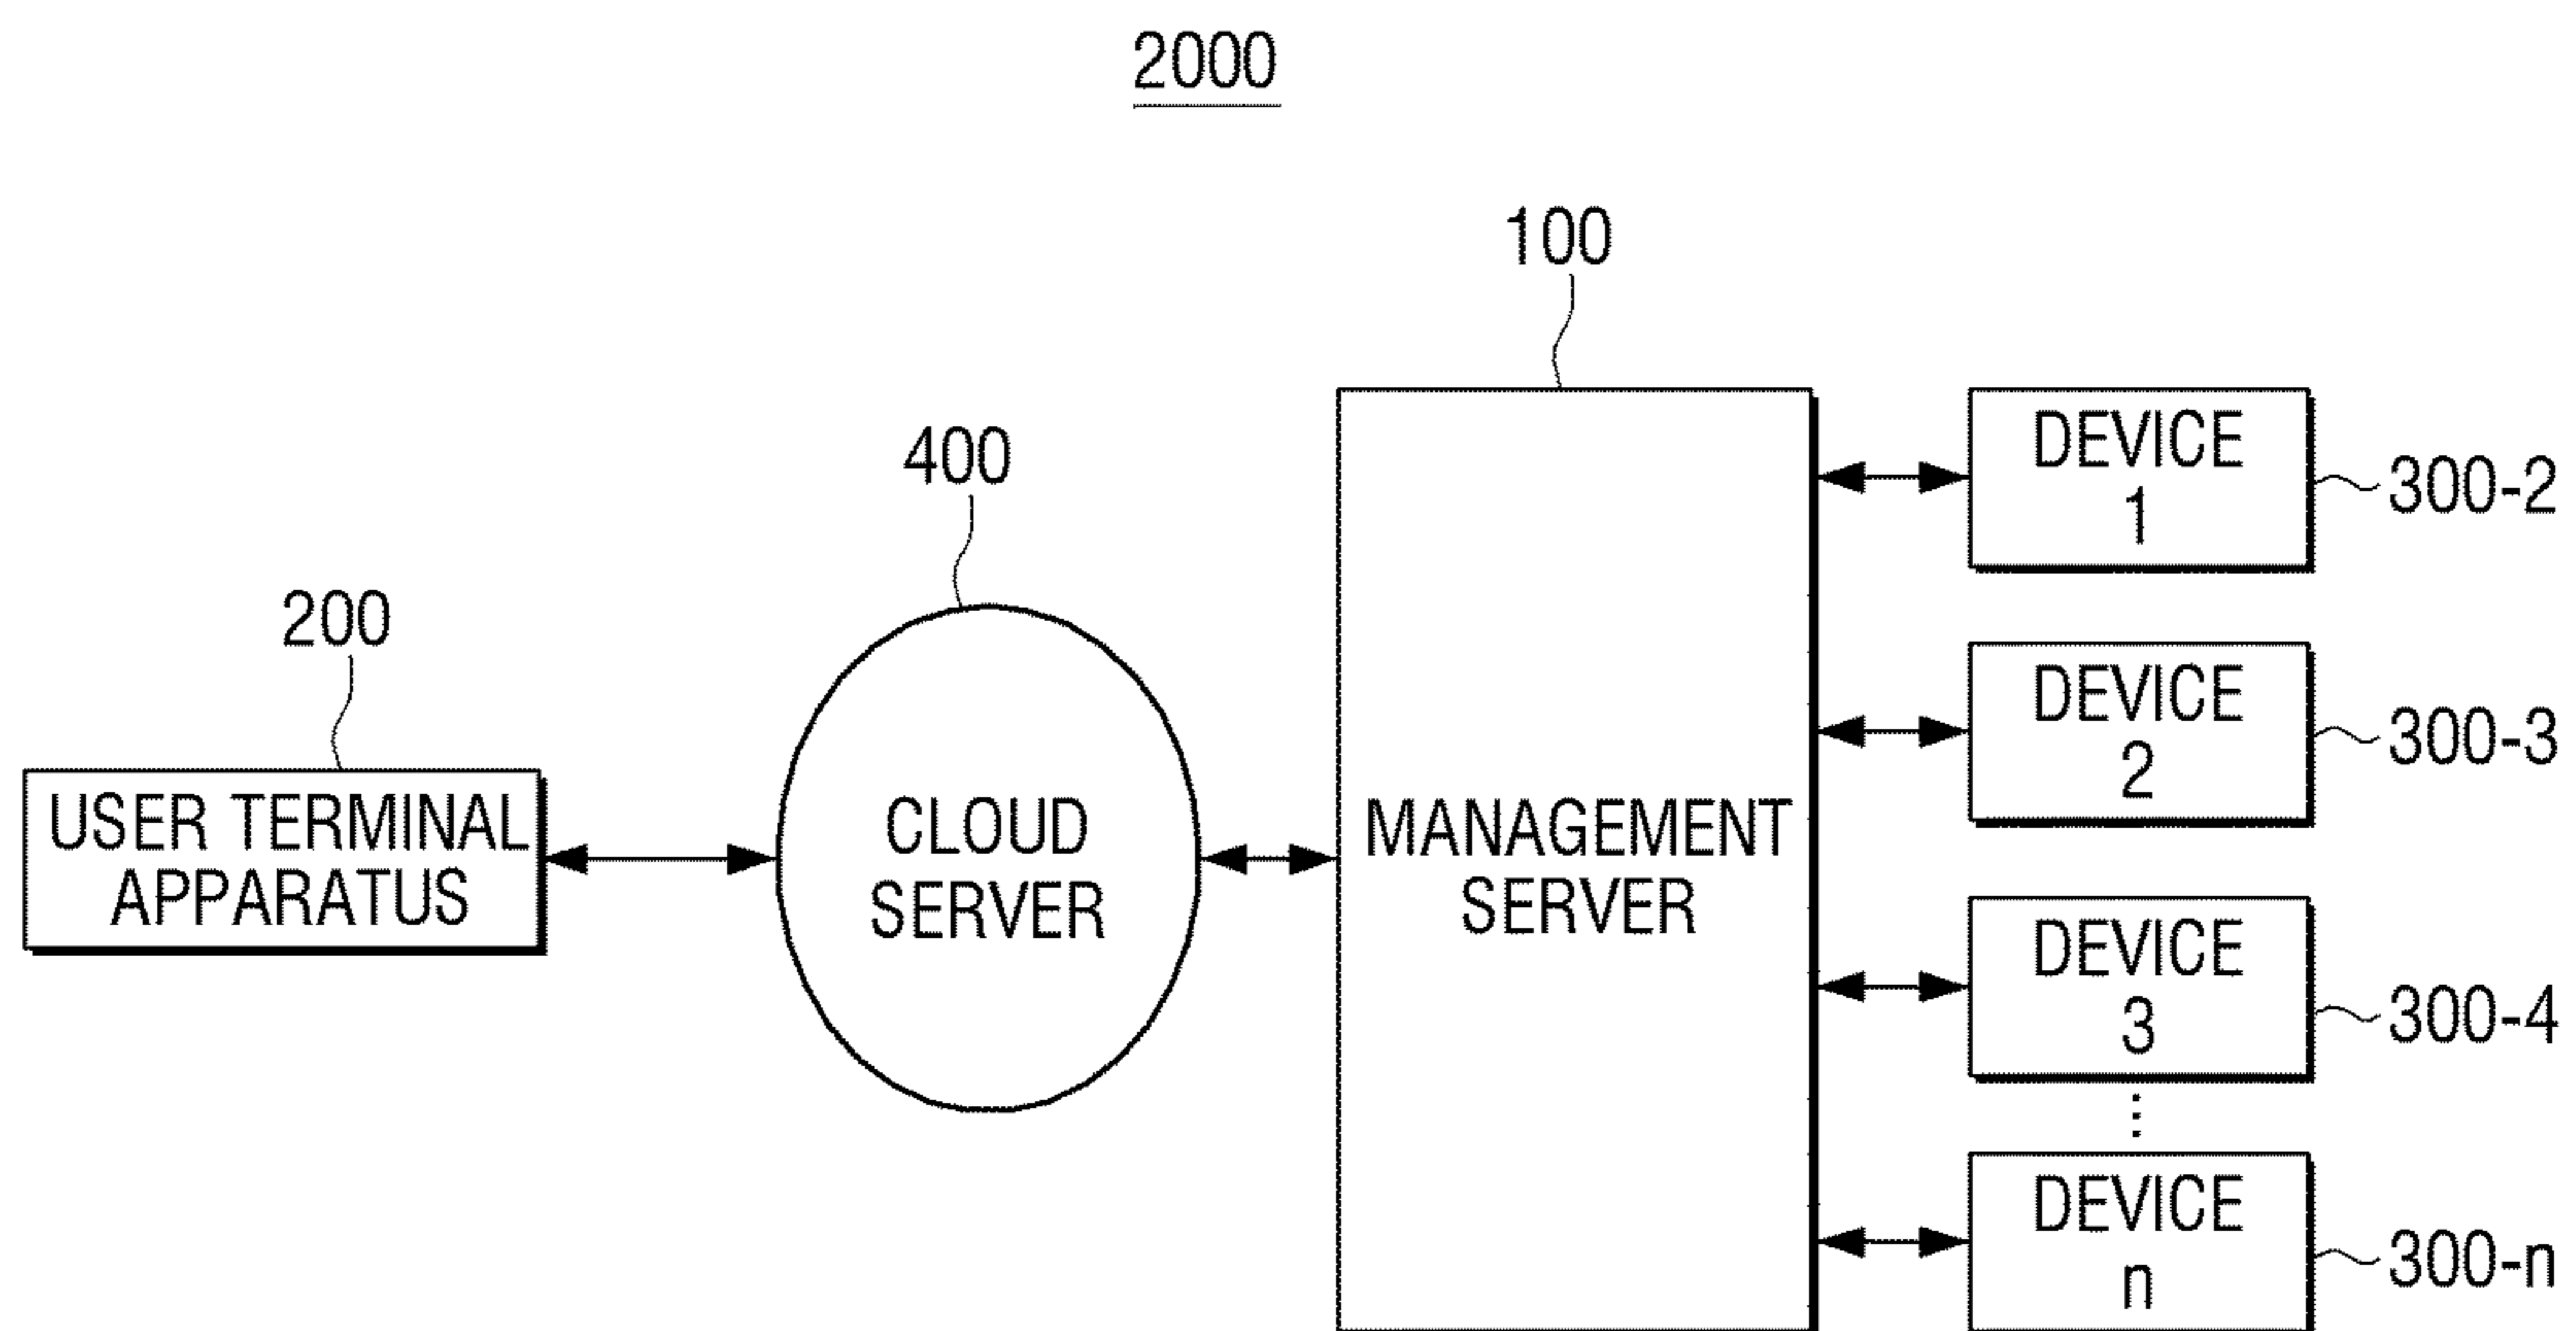 2000
100
400
200
USER TERMINAL
APPARATUS
CLOUD
SERVER
MANAGEMENT
SERVER
DEVICE
1
300-2
DEVICE
2
300-3
DEVICE
3
300-4
⋮
DEVICE
n
300-n